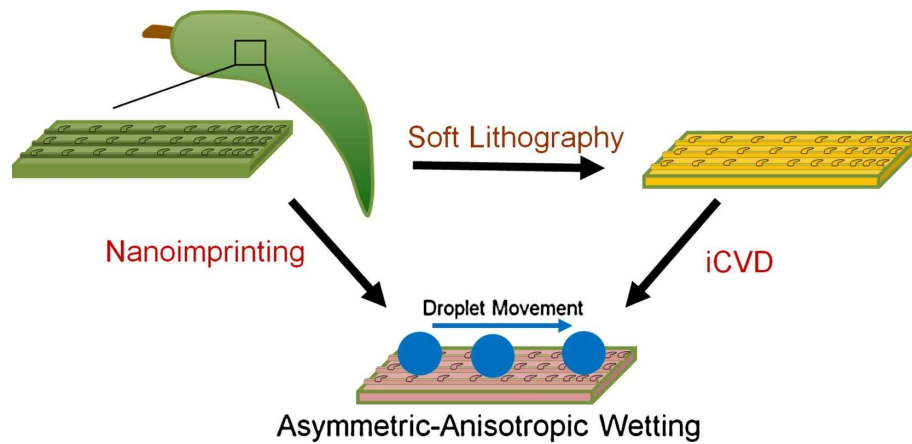 Soft Lithography
Nanoimprinting
iCVD
Droplet Movement
Asymmetric-Anisotropic Wetting